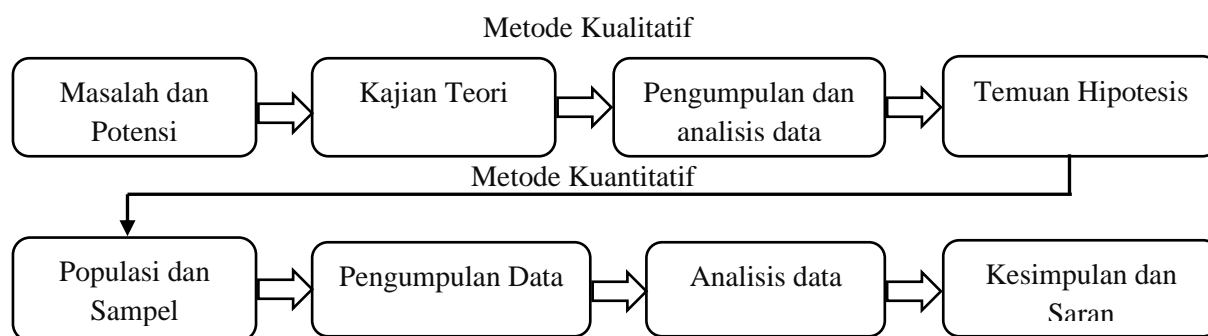 Metode Kualitatif
Masalah dan
Potensi
Kajian Teori
Pengumpulan dan
analisis data
Temuan Hipotesis
Metode Kuantitatif
Populasi dan
Sampel
Pengumpulan Data
Analisis data
Kesimpulan dan
Saran